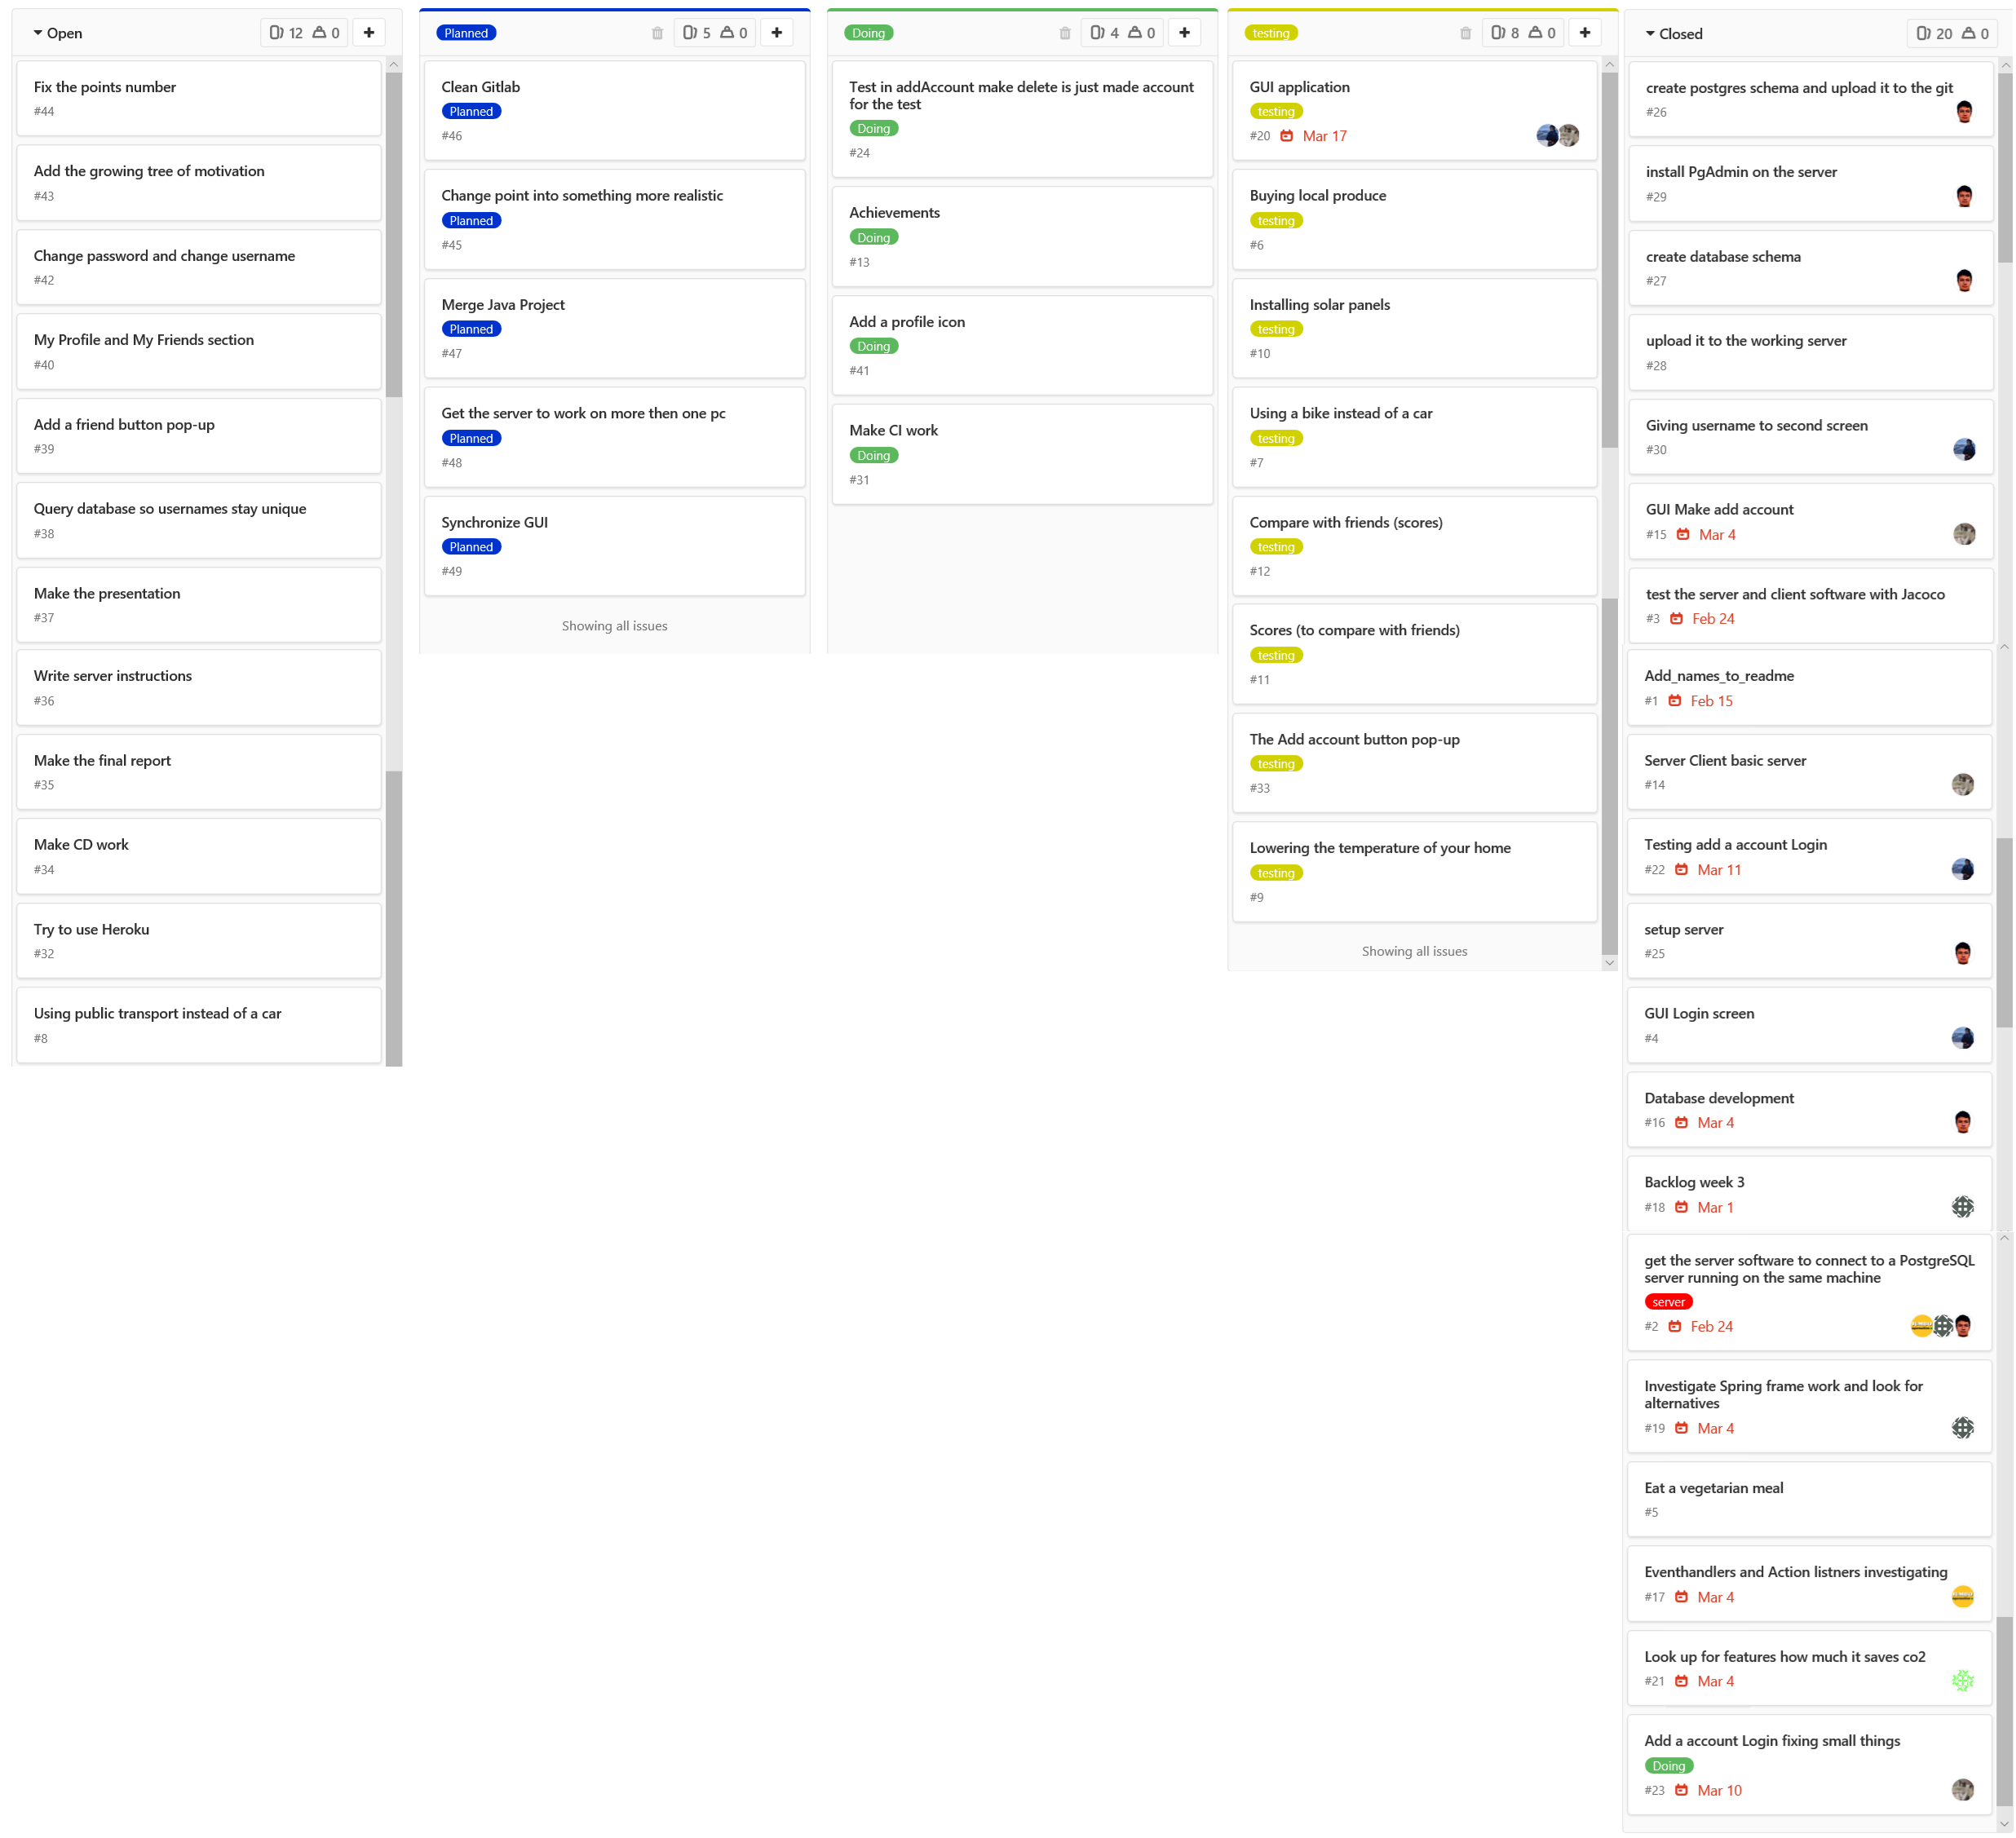 Open
12 0
Fix the points number
#44
Add the growing tree of motivation
#43
Change password and change username
#42
My Profile and My Friends section
#40
Add a friend button pop-up
#39
Query database so usernames stay unique
#38
Make the presentation
#37
Write server instructions
#36
Make the final report
#35
Make CD work
#34
Try to use Heroku
#32
Using public transport instead of a car
#8
Planned
5 0
Clean Gitlab
Planned
#46
Change point into something more realistic
Planned
#45
Merge Java Project
Planned
#47
Get the server to work on more then one pc
Planned
#48
Synchronize GUI
Planned
#49
Showing all issues
Doing
4 0
Test in addAccount make delete is just made account
for the test
Doing
#24
Achievements
Doing
#13
Add a profile icon
Doing
#41
Make CI work
Doing
#31
testing
8 0
GUI application
testing
#20 Mar 17
Buying local produce
testing
#6
Installing solar panels
testing
#10
Using a bike instead of a car
testing
#7
Compare with friends (scores)
testing
#12
Scores (to compare with friends)
testing
#11
The Add account button pop-up
testing
#33
Lowering the temperature of your home
testing
#9
Showing all issues
Closed
20 0
create postgres schema and upload it to the git
#26
install PgAdmin on the server
#29
create database schema
#27
upload it to the working server
#28
Giving username to second screen
#30
GUI Make add account
#15 Mar 4
test the server and client software with Jacoco
#3 Feb 24
Add_names_to_readme
#1 Feb 15
Server Client basic server
#14
Testing add a account Login
#22 Mar 11
setup server
#25
GUI Login screen
#4
Database development
#16 Mar 4
Backlog week 3
#18 Mar 1
get the server software to connect to a PostgreSQL
server running on the same machine
server
#2 Feb 24
Investigate Spring frame work and look for
alternatives
#19 Mar 4
Eat a vegetarian meal
#5
Eventhandlers and Action listners investigating
#17 Mar 4
Look up for features how much it saves co2
#21 Mar 4
Add a account Login fixing small things
Doing
#23 Mar 10